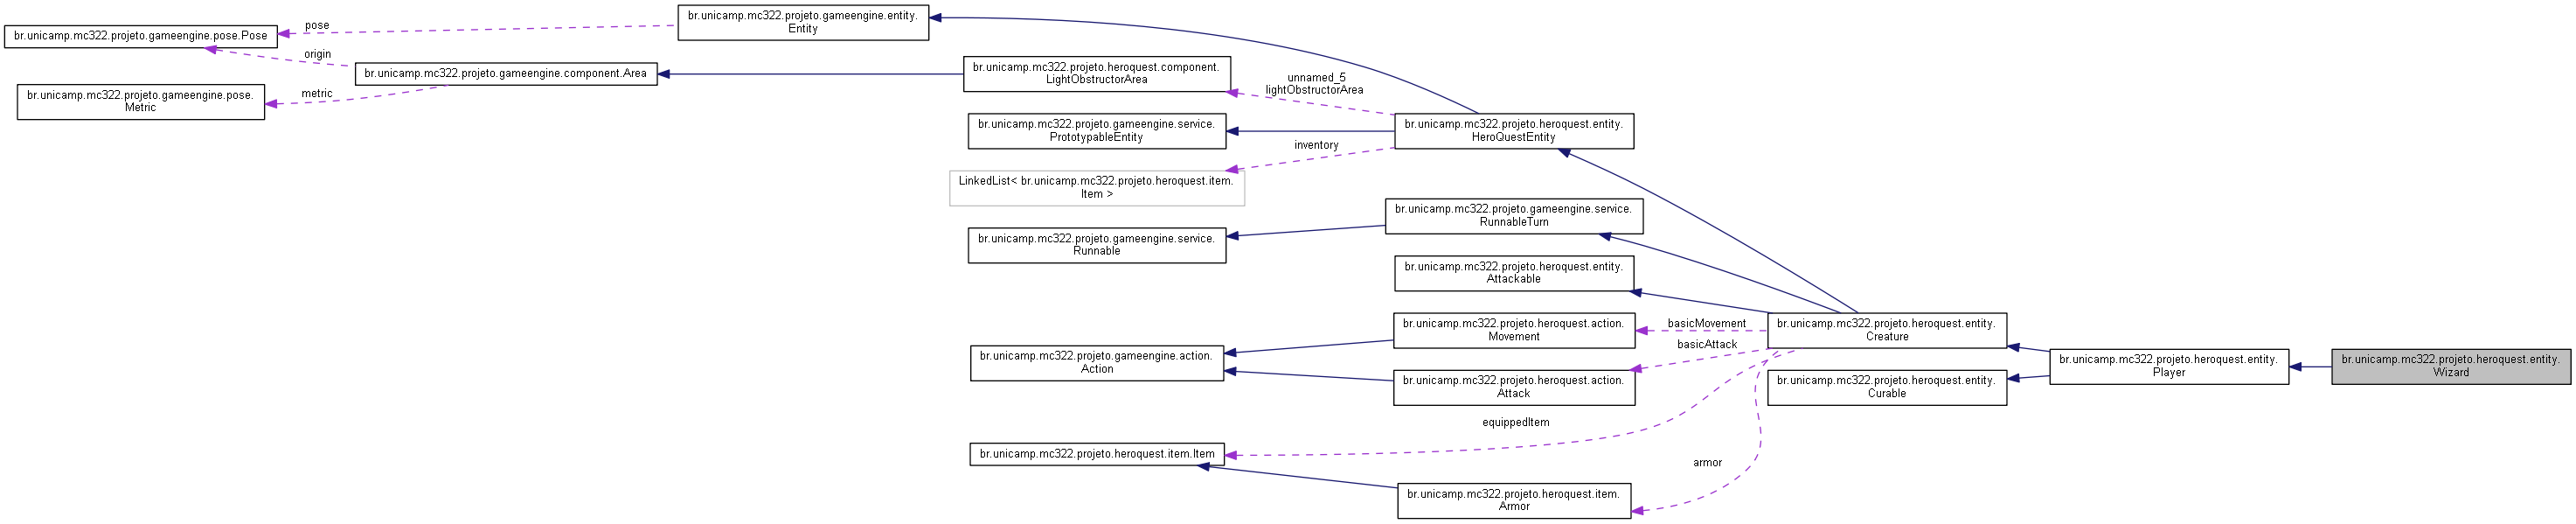 br.unicamp.mc322.projeto.gameengine.pose.Pose
pose
br.unicamp.mc322.projeto.gameengine.entity.
Entity
origin
br.unicamp.mc322.projeto.gameengine.component.Area
br.unicamp.mc322.projeto.gameengine.pose.
Metric
metric
br.unicamp.mc322.projeto.heroquest.component.
LightObstructorArea
unnamed_5
lightObstructorArea
br.unicamp.mc322.projeto.gameengine.service.
PrototypableEntity
br.unicamp.mc322.projeto.heroquest.entity.
HeroQuestEntity
inventory
LinkedList< br.unicamp.mc322.projeto.heroquest.item.
Item >
br.unicamp.mc322.projeto.gameengine.service.
RunnableTurn
br.unicamp.mc322.projeto.gameengine.service.
Runnable
br.unicamp.mc322.projeto.heroquest.entity.
Attackable
br.unicamp.mc322.projeto.heroquest.action.
Movement
basicMovement
br.unicamp.mc322.projeto.heroquest.entity.
Creature
basicAttack
br.unicamp.mc322.projeto.gameengine.action.
Action
br.unicamp.mc322.projeto.heroquest.action.
Attack
br.unicamp.mc322.projeto.heroquest.entity.
Curable
br.unicamp.mc322.projeto.heroquest.entity.
Player
br.unicamp.mc322.projeto.heroquest.entity.
Wizard
equippedItem
br.unicamp.mc322.projeto.heroquest.item.Item
armor
br.unicamp.mc322.projeto.heroquest.item.
Armor